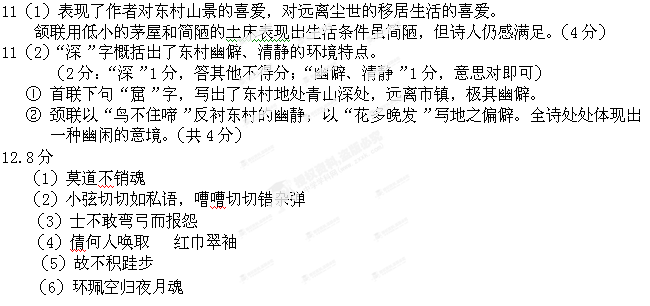 11（1）表现了作者对东村山景的喜爱，对远离尘世的移居生活的喜爱。
颔联用低小的茅屋和简陋的土床表现出生活条件虽简陋，但诗人仍感满足。（4分）
11（2）“深”字概括出了东村幽僻、清静的环境特点。
（2分：“深”1分，答其他不得分；“幽僻、清静”1分，意思对即可）
① 首联下句“窟”字，写出了东村地处青山深处，远离市镇，极其幽僻。
② 颈联以“鸟不住啼”反衬东村的幽静，以“花多晚发”写地之偏僻。全诗处处体现出
一种幽闲的意境。（共4分）
12.8分
（1）莫道不销魂
（2）小弦切切如私语，嘈嘈切切错杂弹
（3）士不敢弯弓而报怨
（4）倩何人唤取 红巾翠袖
（5）故不积跬步
（6）环珮空归夜月魂